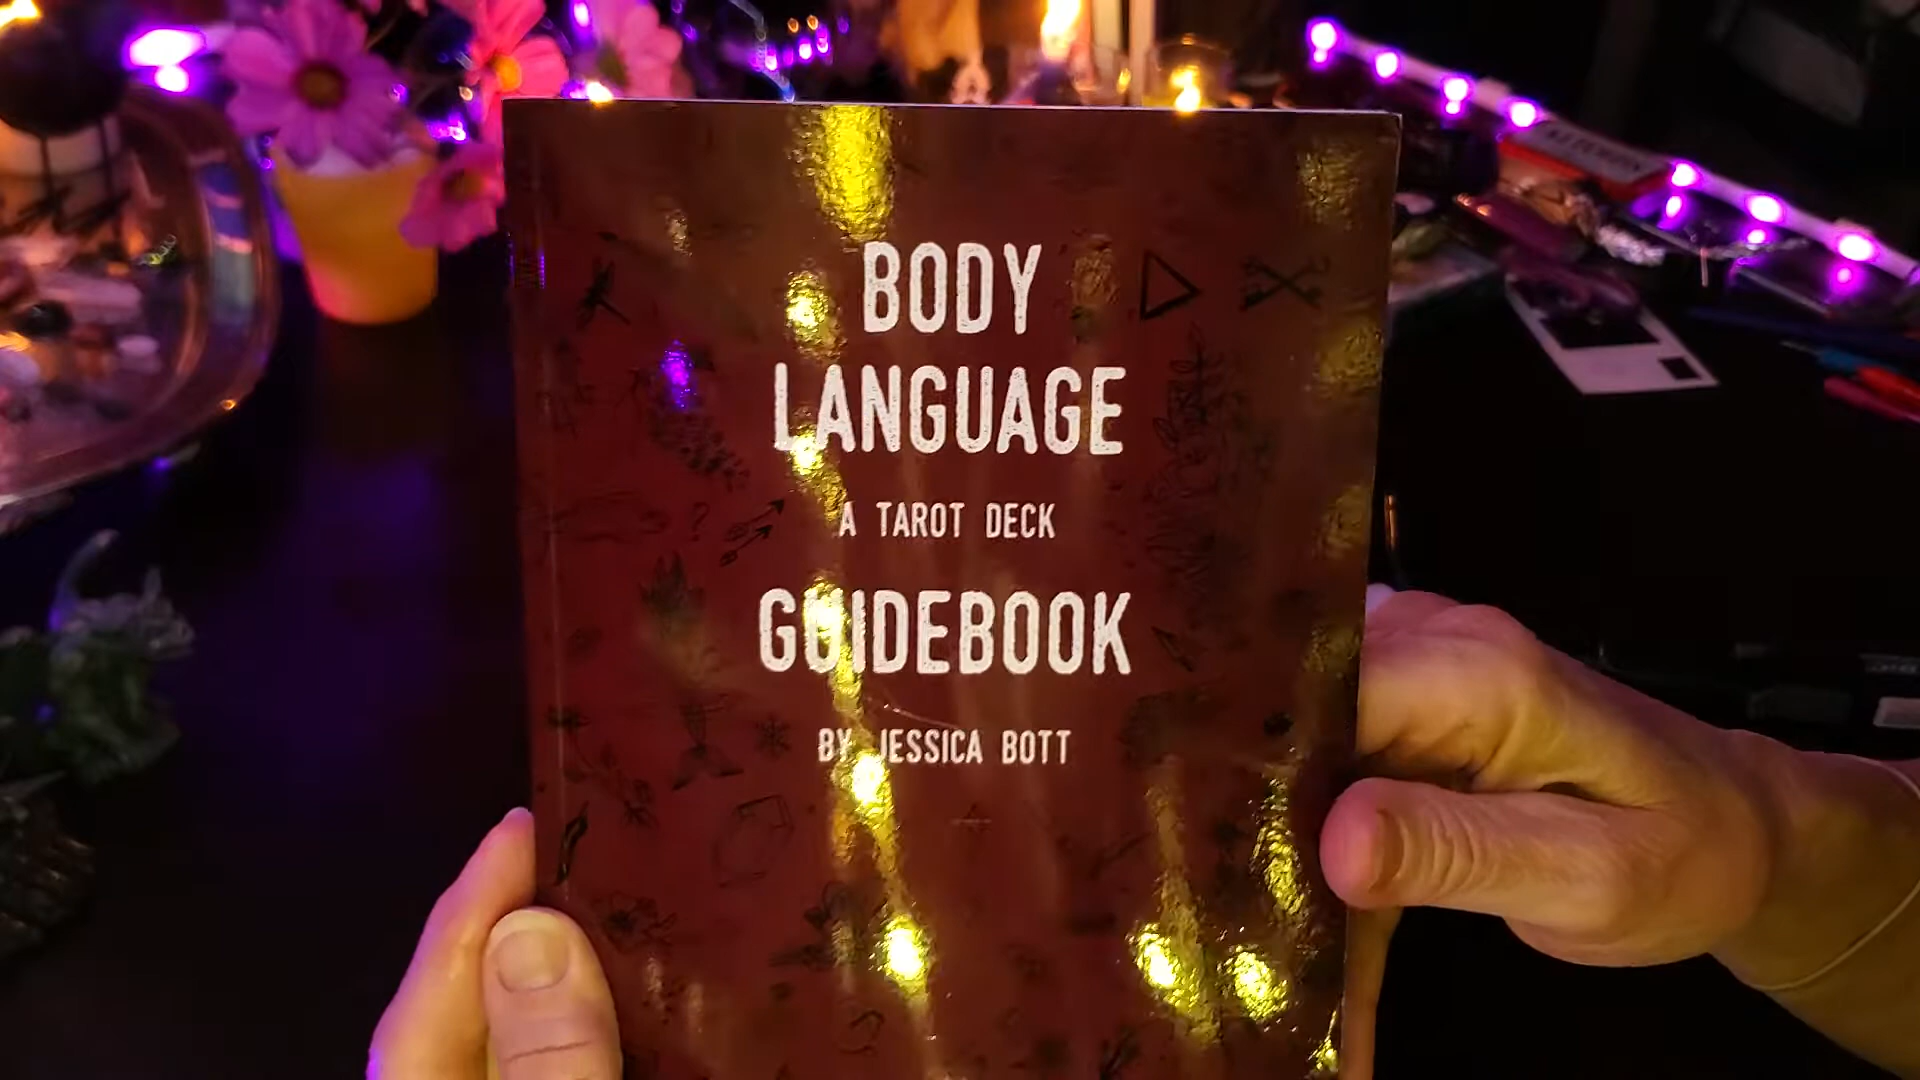 BODY
LANGUAGE
A TAROT DECK
GUIDEBOOK
BY JESSICA BOTT